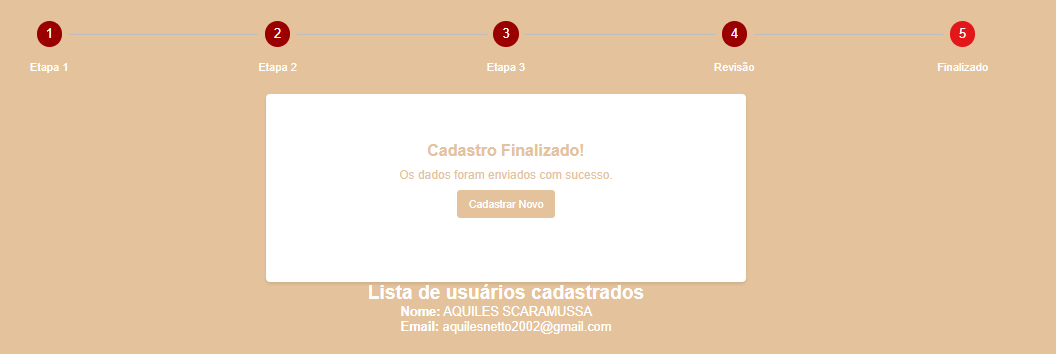 1 2 3 4 5
Etapa 1 Etapa 2 Etapa 3 Revisão Finalizado
Cadastro Finalizado!
Os dados foram enviados com sucesso.
Cadastrar Novo
Lista de usuários cadastrados
Nome: AQUILES SCARAMUSSA
Email: aquilesnetto2002@gmail.com